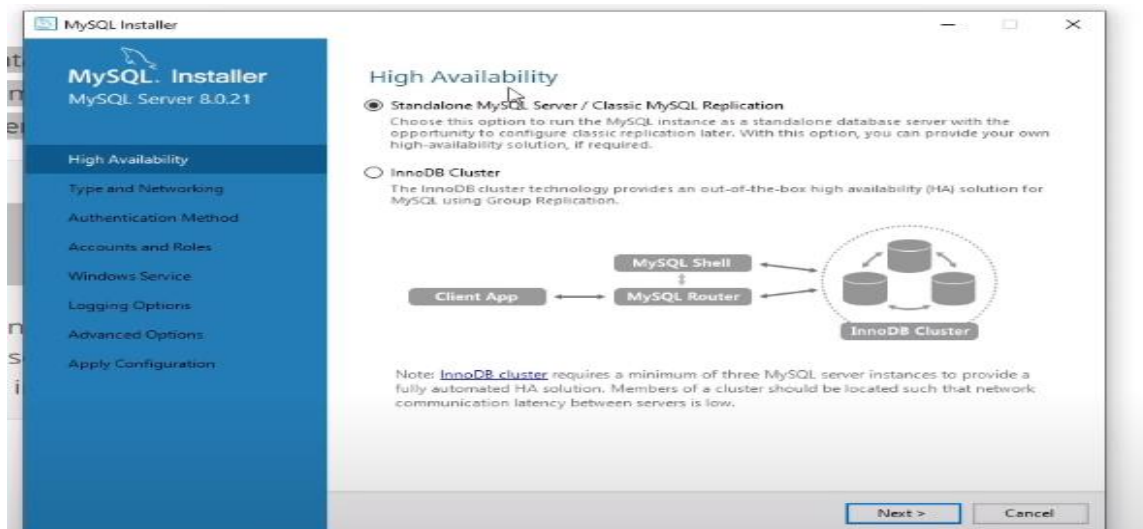 MySQL Installer
MySQL. Installer
MySQL Server 8.0.21
High Availability
Type and Networking
Authentication Method
Accounts and Roles
Windows Service
Logging Options
Advanced Options
Apply Configuration
High Availability
Standalone MySQL Server / Classic MySQL Replication
Choose this option to run the MySQL instance as a standalone database server with the
opportunity to configure classic replication later. With this option, you can provide your own
high-availability solution, if required.
InnoDB Cluster
The InnoDB cluster technology provides an out-of-the-box high availability (HA) solution for
MySQL using Group Replication.
MySQL Shell
Client App
MySQL Router
InnoDB Cluster
Note: InnoDB cluster requires a minimum of three MySQL server instances to provide a
fully automated HA solution. Members of a cluster should be located such that network
communication latency between servers is low.
Next >
Cancel